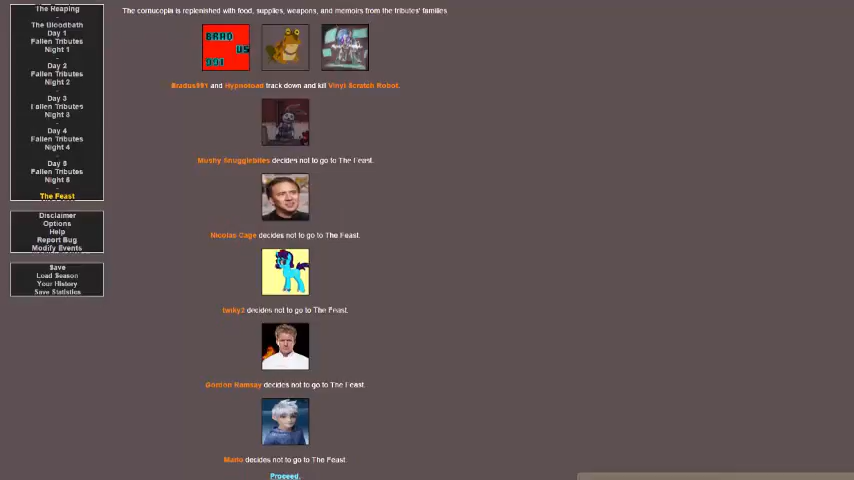 The Reaping
-
The Bloodbath
Day 1
Fallen Tributes
Night 1
-
Day 2
Fallen Tributes
Night 2
-
Day 3
Fallen Tributes
Night 3
-
Day 4
Fallen Tributes
Night 4
-
Day 5
Fallen Tributes
Night 5
-
The Feast
Disclaimer
Options
Help
Report Bug
Modify Events
Save
Load Season
Your History
Save Statistics
The cornucopia is replenished with food, supplies, weapons, and memoirs from the tributes' families
BRAD
US
991
Bradus991 and Hypnotoad track down and kill Vinyl Scratch Robot.
Mushy Snugglebites decides not to go to The Feast.
Nicolas Cage decides not to go to The Feast.
twiky2 decides not to go to The Feast.
Gordon Ramsay decides not to go to The Feast.
Mario decides not to go to The Feast
Proceed.